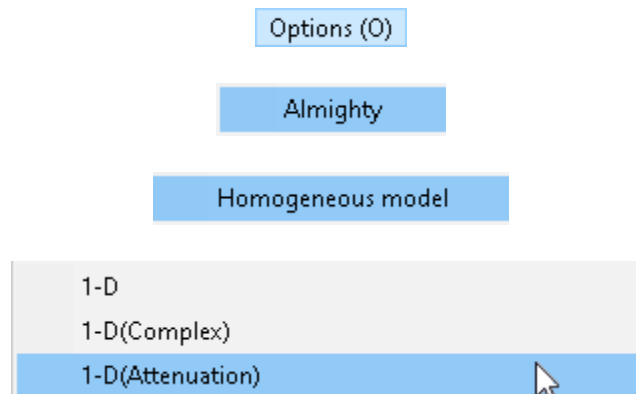 Options (O)
Almighty
Homogeneous model
1-D
1-D(Complex)
1-D(Attenuation)